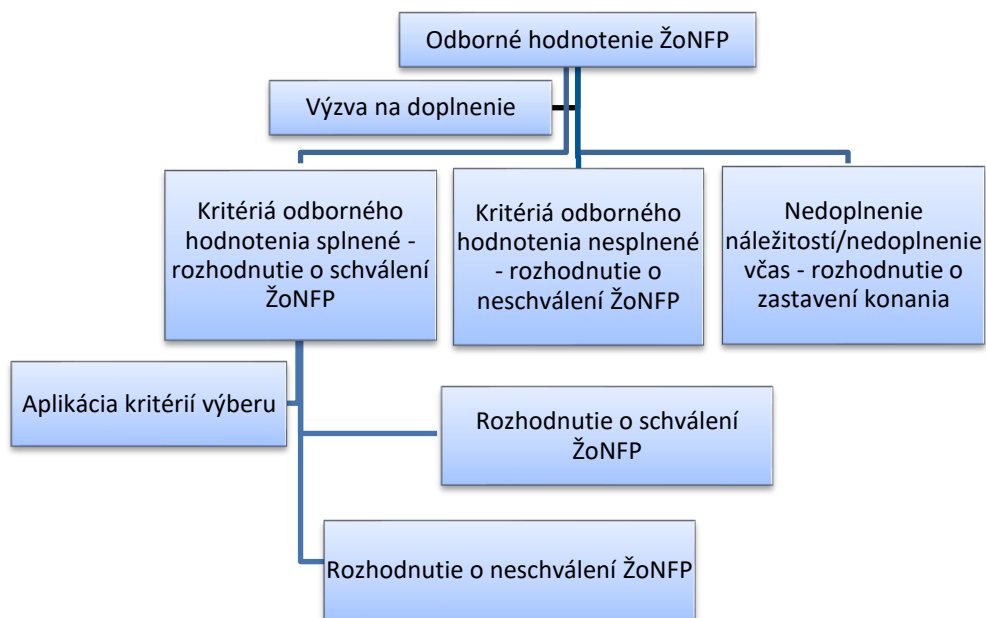 Odborné hodnotenie ŽoNFP
Výzva na doplnenie
Kritériá odborného
hodnotenia splnené -
rozhodnutie o schválení
ŽoNFP
Kritériá odborného
hodnotenia nesplnené
- rozhodnutie o
neschválení ŽoNFP
Nedoplnenie
náležitostí/nedoplnenie
včas - rozhodnutie o
zastavení konania
Aplikácia kritérií výberu
Rozhodnutie o schválení
ŽoNFP
Rozhodnutie o neschválení ŽoNFP